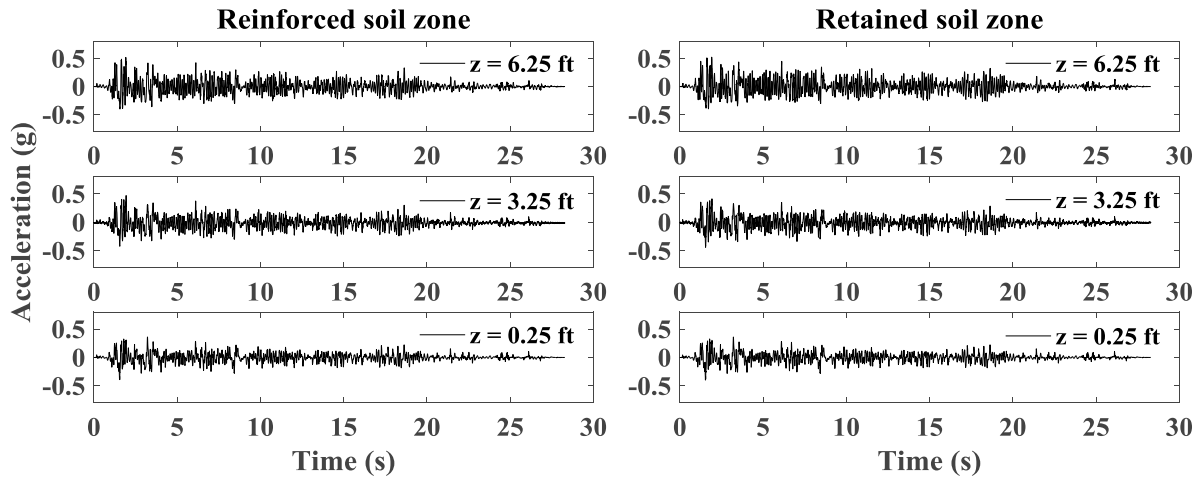 Reinforced soil zone
Retained soil zone
Acceleration (g)
0.5
0
-0.5
z = 6.25 ft
0 5 10 15 20 25 30
0.5
0
-0.5
z = 6.25 ft
0 5 10 15 20 25 30
0.5
0
-0.5
z = 3.25 ft
0 5 10 15 20 25 30
0.5
0
-0.5
z = 3.25 ft
0 5 10 15 20 25 30
0.5
0
-0.5
z = 0.25 ft
0 5 10 15 20 25 30
Time (s)
0.5
0
-0.5
z = 0.25 ft
0 5 10 15 20 25 30
Time (s)